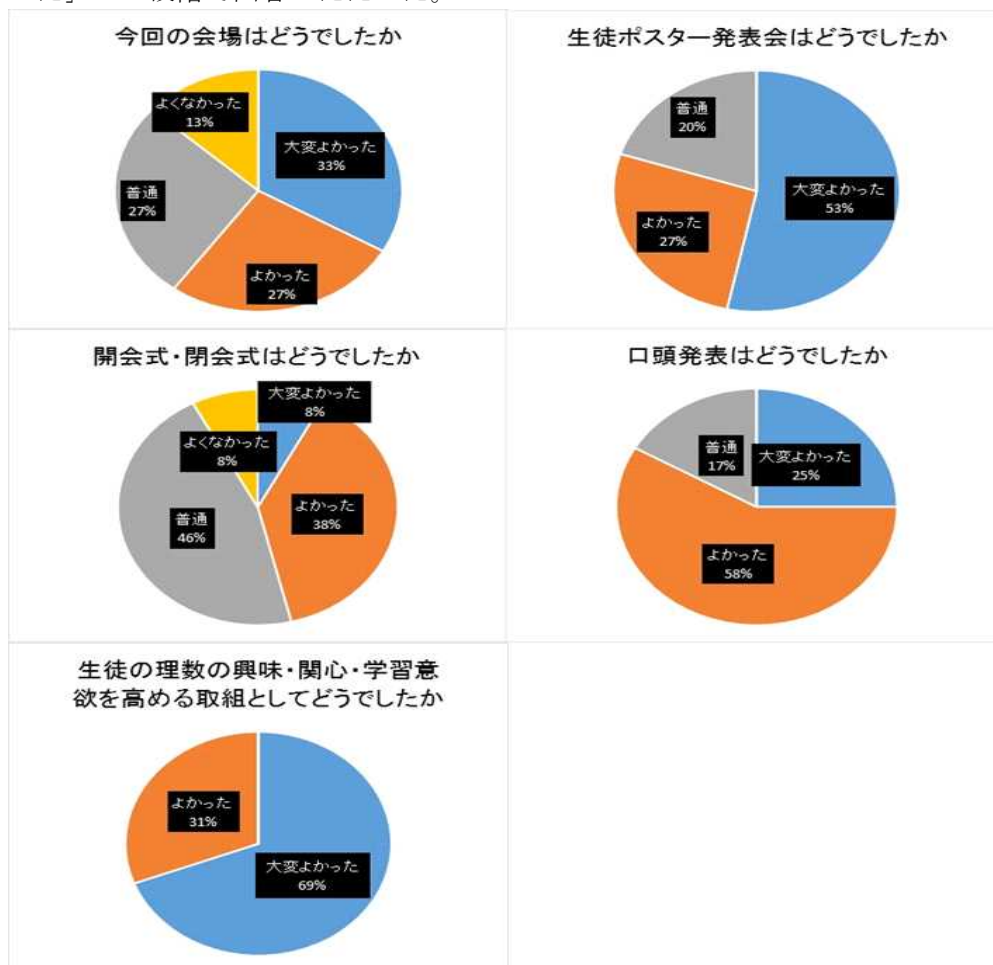 今回の会場はどうでしたか
よくなかった
13%
大変よかった
33%
普通
27%
よかった
27%
生徒ポスター発表会はどうでしたか
普通
20%
大変よかった
53%
よかった
27%
開会式・閉会式はどうでしたか
大変よかった
8%
よくなかった
8%
よかった
38%
普通
46%
口頭発表はどうでしたか
普通
17%
大変よかった
25%
よかった
58%
生徒の理数の興味・関心・学習意
欲を高める取組としてどうでしたか
よかった
31%
大変よかった
69%